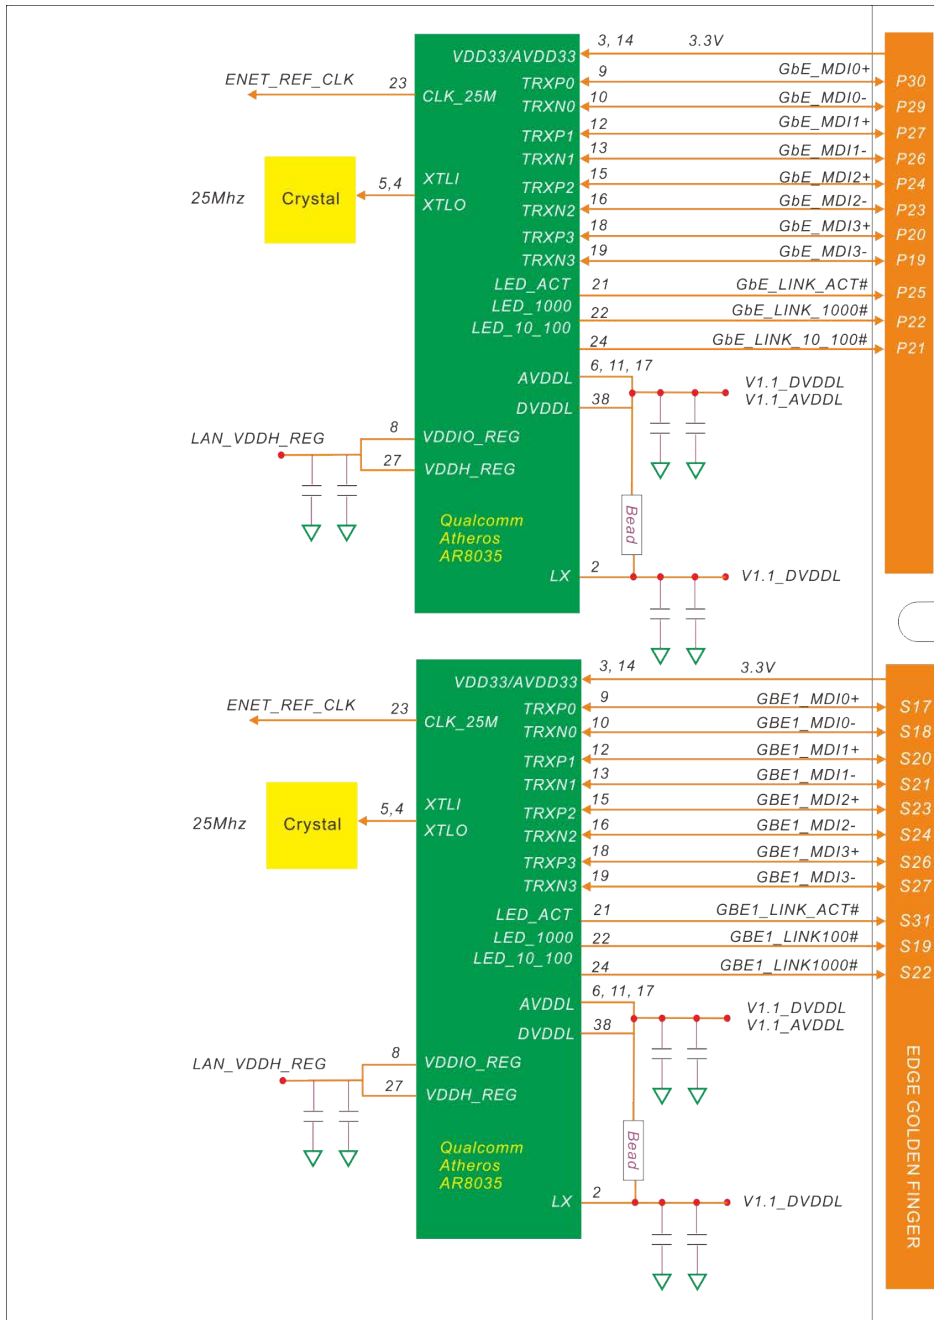 3, 14 3.3V
VDD33/AVDD33
ENET_REF_CLK 23 CLK_25M
TRXP0 9 GbE_MDI0+ P30
TRXN0 10 GbE_MDI0- P29
TRXP1 12 GbE_MDI1+ P27
TRXN1 13 GbE_MDI1- P26
25Mhz Crystal 5,4 XTLI
XTLO
TRXP2 15 GbE_MDI2+ P24
TRXN2 16 GbE_MDI2- P23
TRXP3 18 GbE_MDI3+ P20
TRXN3 19 GbE_MDI3- P19
LED_ACT 21 GbE_LINK_ACT# P25
LED_1000 22 GbE_LINK_1000# P22
LED_10_100 24 GbE_LINK_10_100# P21
AVDDL 6, 11, 17 V1.1_DVDDL
DVDDL 38 V1.1_AVDDL
LAN_VDDH_REG 8 VDDIO_REG
27 VDDH_REG
Bead
Qualcomm
Atheros
AR8035
LX 2 V1.1_DVDDL
3, 14 3.3V
VDD33/AVDD33
ENET_REF_CLK 23 CLK_25M
TRXP0 9 GBE1_MDI0+ S17
TRXN0 10 GBE1_MDI0- S18
TRXP1 12 GBE1_MDI1+ S20
TRXN1 13 GBE1_MDI1- S21
25Mhz Crystal 5,4 XTLI
XTLO
TRXP2 15 GBE1_MDI2+ S23
TRXN2 16 GBE1_MDI2- S24
TRXP3 18 GBE1_MDI3+ S26
TRXN3 19 GBE1_MDI3- S27
LED_ACT 21 GBE1_LINK_ACT# S31
LED_1000 22 GBE1_LINK100# S19
LED_10_100 24 GBE1_LINK1000# S22
AVDDL 6, 11, 17 V1.1_DVDDL
DVDDL 38 V1.1_AVDDL
LAN_VDDH_REG 8 VDDIO_REG
27 VDDH_REG
Bead
Qualcomm
Atheros
AR8035
LX 2 V1.1_DVDDL
EDGE GOLDEN FINGER